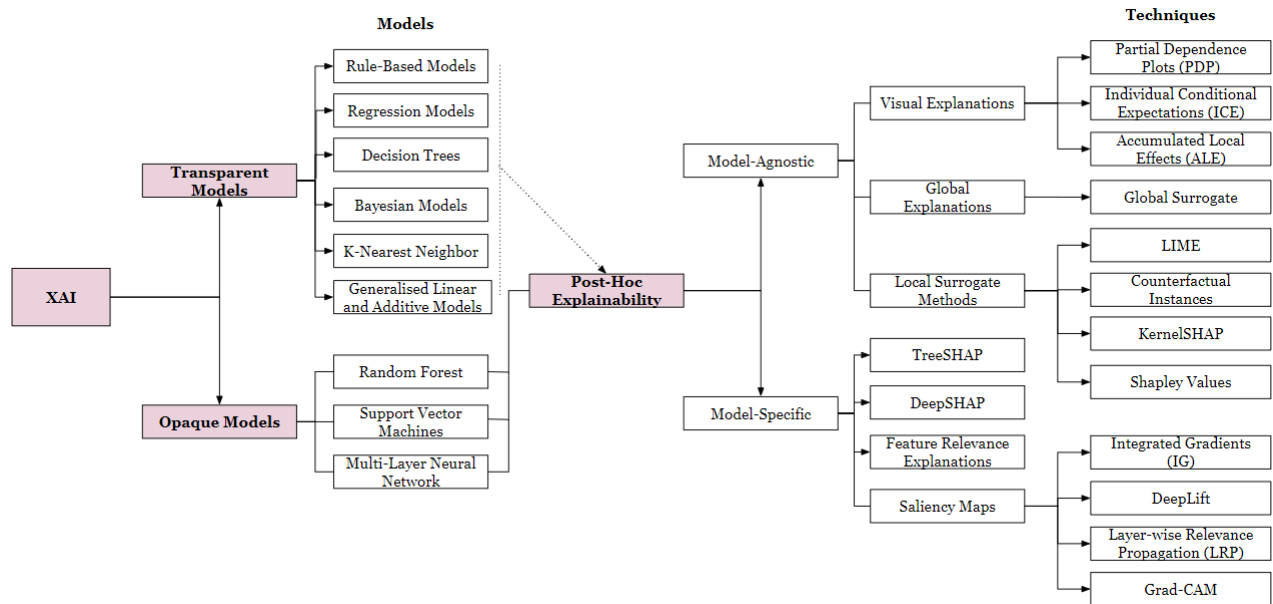 Models
Techniques
XAI
Transparent
Models
Opaque Models
Rule-Based Models
Regression Models
Decision Trees
Bayesian Models
K-Nearest Neighbor
Generalised Linear
and Additive Models
Random Forest
Support Vector
Machines
Multi-Layer Neural
Network
Post-Hoc
Explainability
Model-Agnostic
Model-Specific
Visual Explanations
Global
Explanations
Local Surrogate
Methods
TreeSHAP
DeepSHAP
Feature Relevance
Explanations
Saliency Maps
Partial Dependence
Plots (PDP)
Individual Conditional
Expectations (ICE)
Accumulated Local
Effects (ALE)
Global Surrogate
LIME
Counterfactual
Instances
KernelSHAP
Shapley Values
Integrated Gradients
(IG)
DeepLift
Layer-wise Relevance
Propagation (LRP)
Grad-CAM